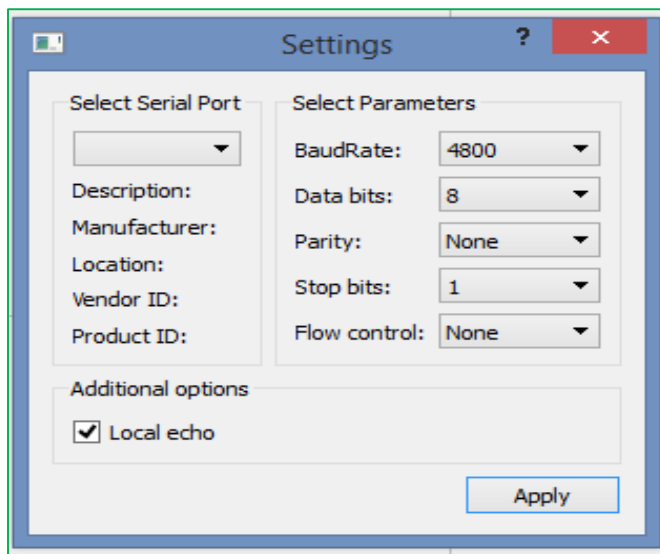 Settings
?
Select Serial Port
Description:
Manufacturer:
Location:
Vendor ID:
Product ID:
Select Parameters
BaudRate: 4800
Data bits: 8
Parity: None
Stop bits: 1
Flow control: None
Additional options
Local echo
Apply